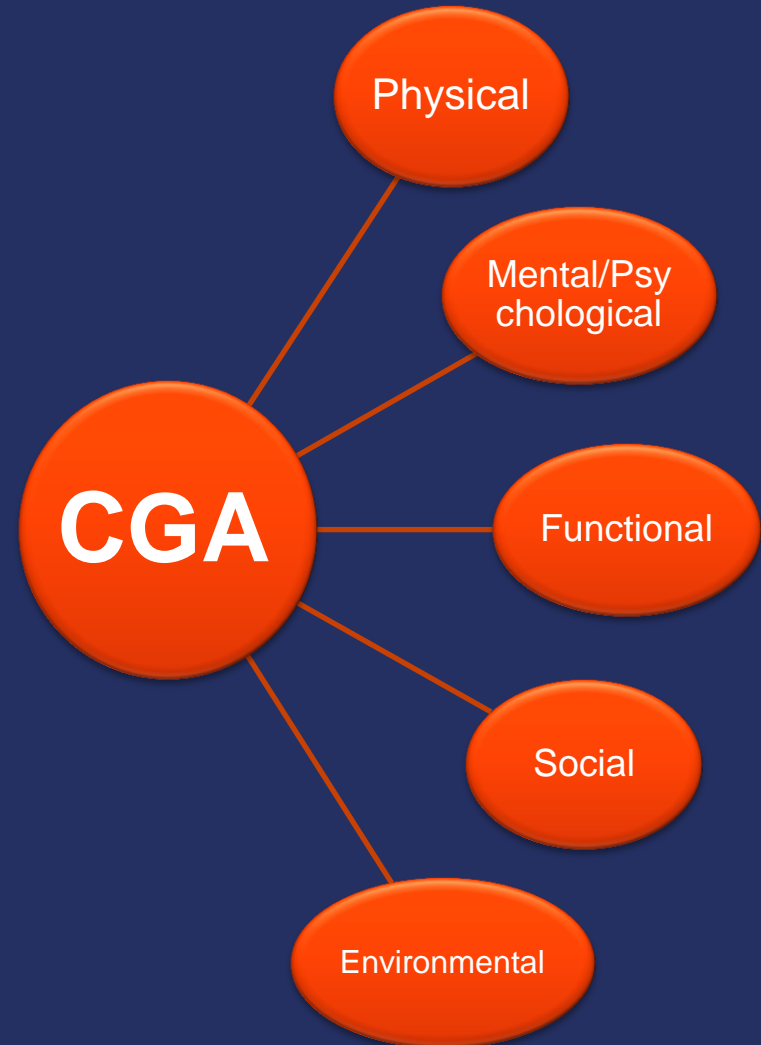 Physical
Mental/Psy
chological
CGA
Functional
Social
Environmental